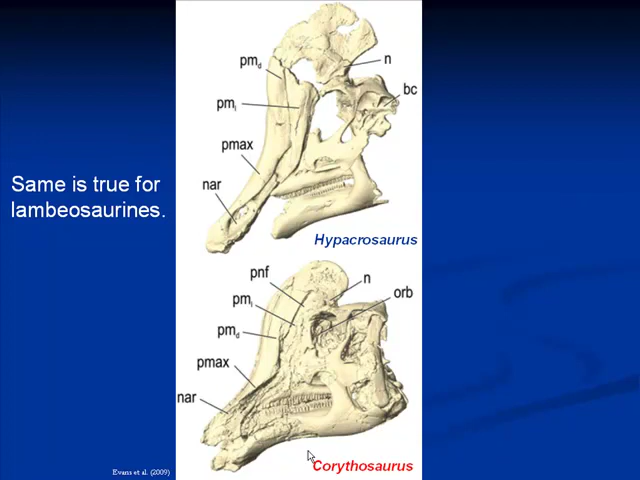 n
pm_d
bc
pm_l
pmax
Same is true for
lambeosaurines.
nar
Hypacrosaurus
pnf
n
orb
pm_l
pm_d
pmax
nar
Evans et al. (2009)
Corythosaurus